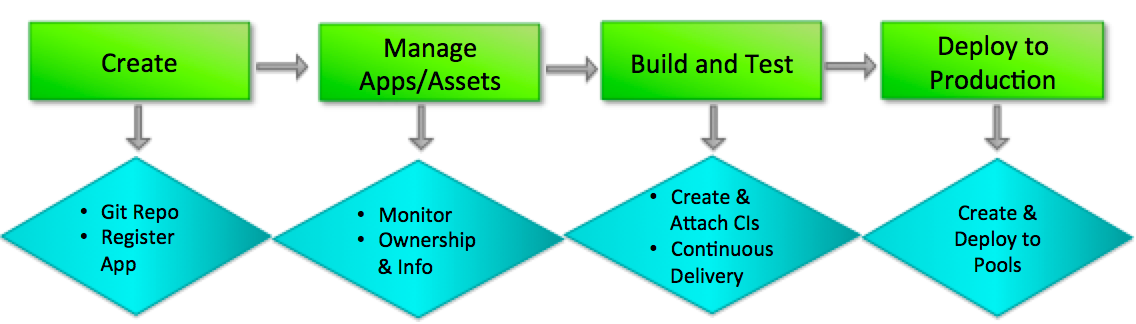 Create
Manage
Apps/Assets
Build and Test
Deploy to
Production
• Git Repo
• Register
App
• Monitor
• Ownership
& Info
• Create &
Attach CIs
• Continuous
Delivery
Create &
Deploy to
Pools